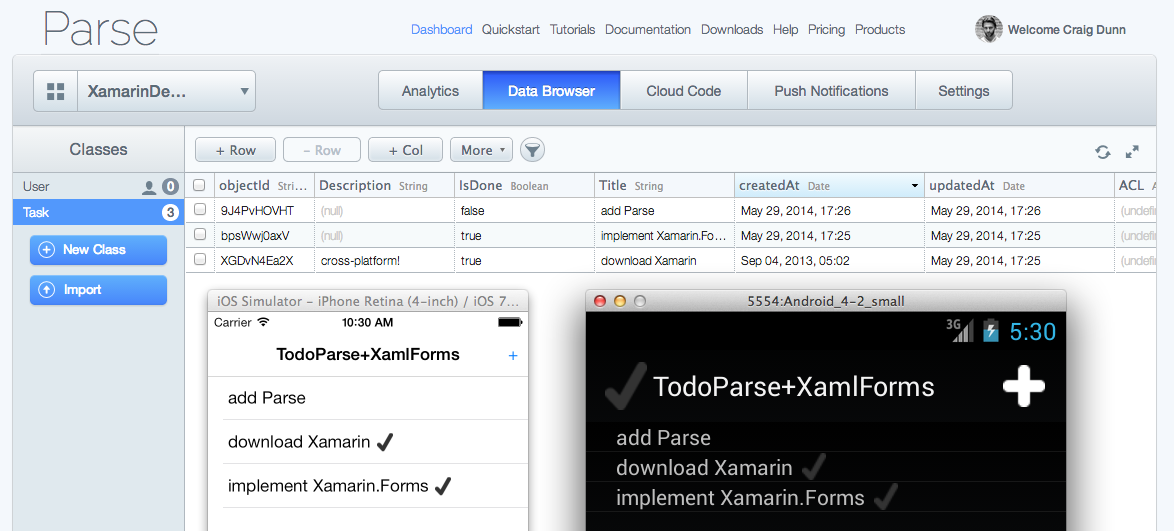 Parse
Dashboard Quickstart Tutorials Documentation Downloads Help Pricing Products
Welcome Craig Dunn
XamarinDe...
Analytics Data Browser Cloud Code Push Notifications Settings
Classes
+ Row − Row + Col More
User 0
Task 3
New Class
Import
objectId Stri... Description String IsDone Boolean Title String createdAt Date updatedAt Date ACL
9J4PvHOVHT (null) false add Parse May 29, 2014, 17:26 May 29, 2014, 17:26 (undefi
bpsWwj0axV (null) true implement Xamarin.Fo... May 29, 2014, 17:25 May 29, 2014, 17:25 (undefi
XGDvN4Ea2X cross-platform! true download Xamarin Sep 04, 2013, 05:02 May 29, 2014, 17:25 (undefi
iOS Simulator - iPhone Retina (4-inch) / iOS 7...
Carrier 10:30 AM
TodoParse+XamlForms +
add Parse
download Xamarin
implement Xamarin.Forms
5554:Android_4-2_small
3G 5:30
TodoParse+XamlForms
add Parse
download Xamarin
implement Xamarin.Forms